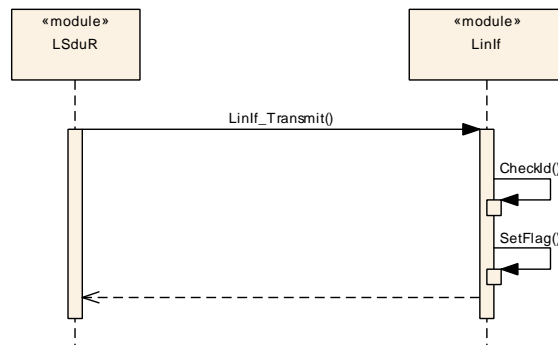 «module»
LSduR
«module»
LinIf
LinIf_Transmit()
CheckId()
SetFlag()